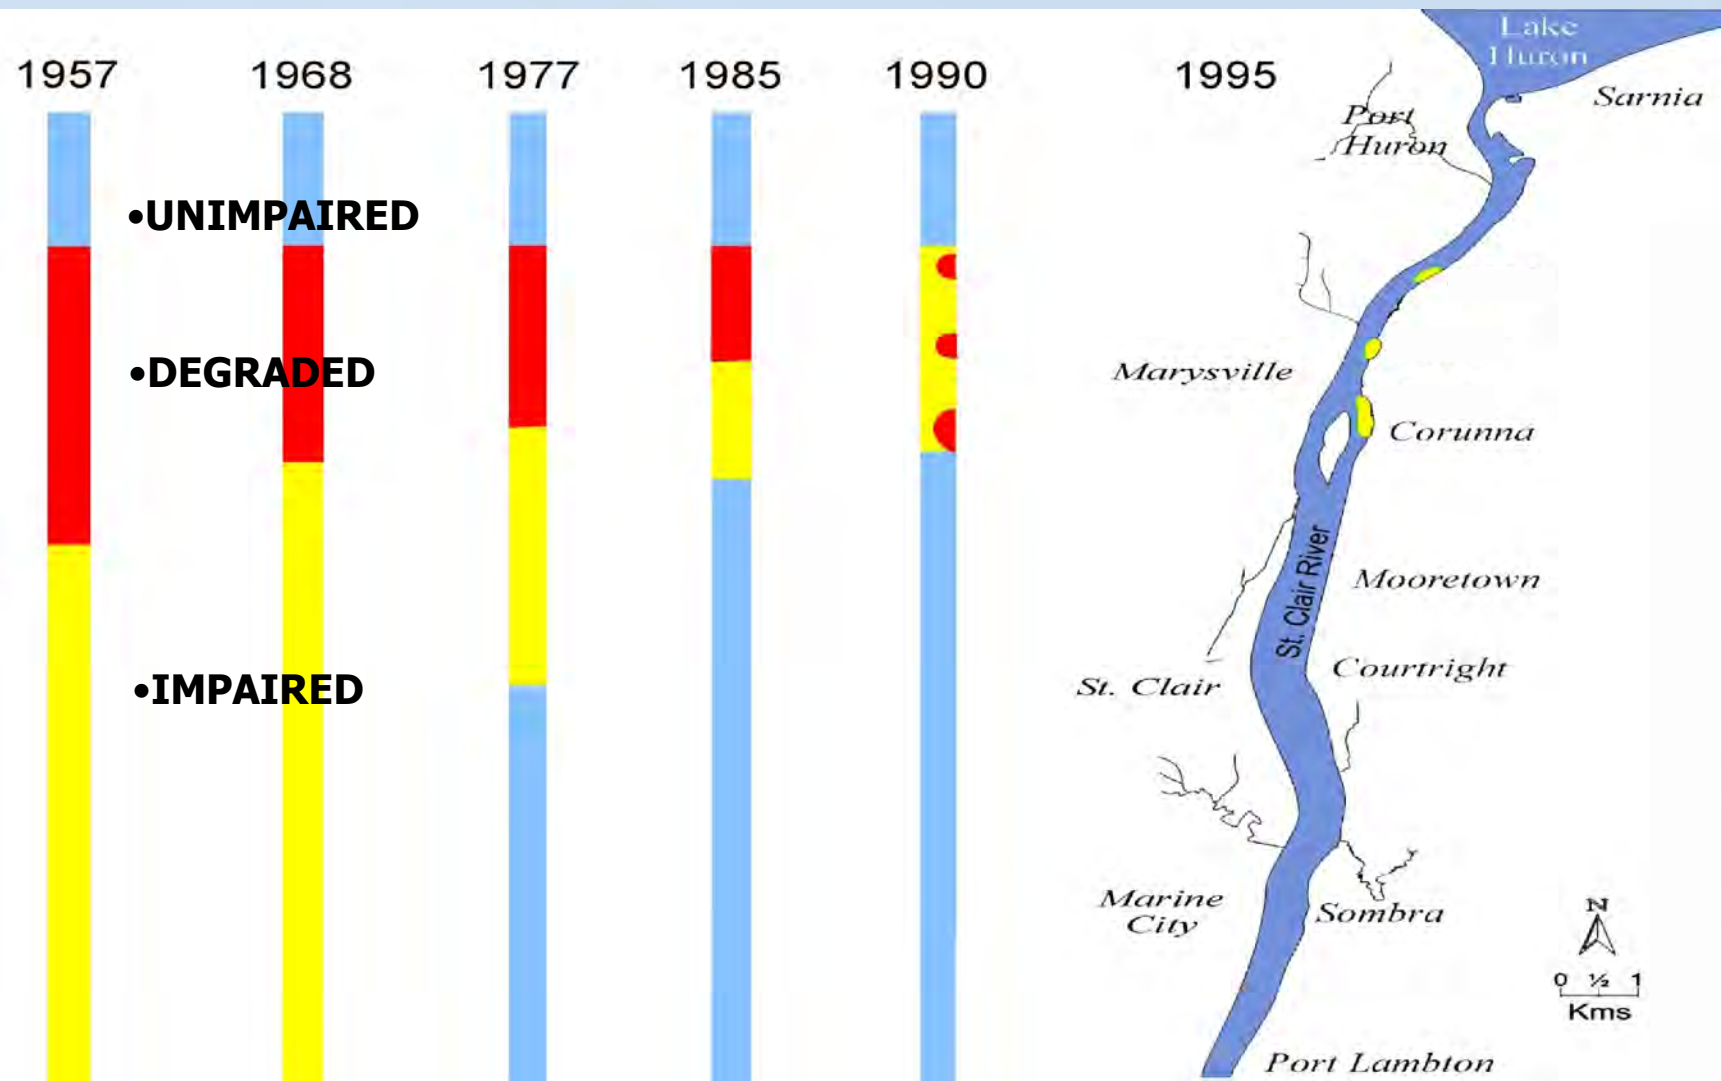 1957 1968 1977 1985 1990 1995
•UNIMPAIRED
•DEGRADED
•IMPAIRED
Lake
Huron
Sarnia
Port
Huron
Marysville
Corunna
St. Clair River
Mooretown
Courtright
St. Clair
Marine
City
Sombra
N
0 ½ 1
Kms
Port Lambton